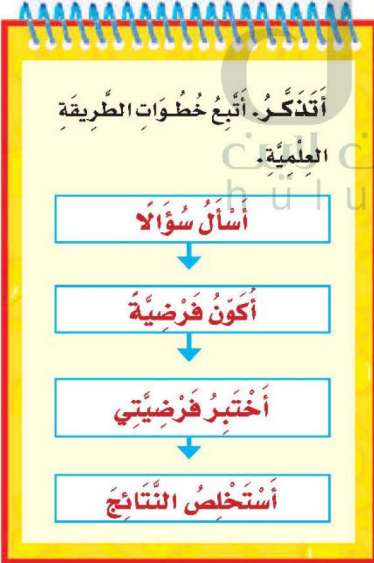 أَتَذَكَّرُ. أَتَّبِعُ خُطُوَاتِ الطَّرِيقَةِ
العِلْمِيَّةِ.
أَسْأَلُ سُؤَالًا
أُكَوِّنُ فَرْضِيَّةً
أَخْتَبِرُ فَرْضِيَّتِي
أَسْتَخْلِصُ النَّتَائِجَ